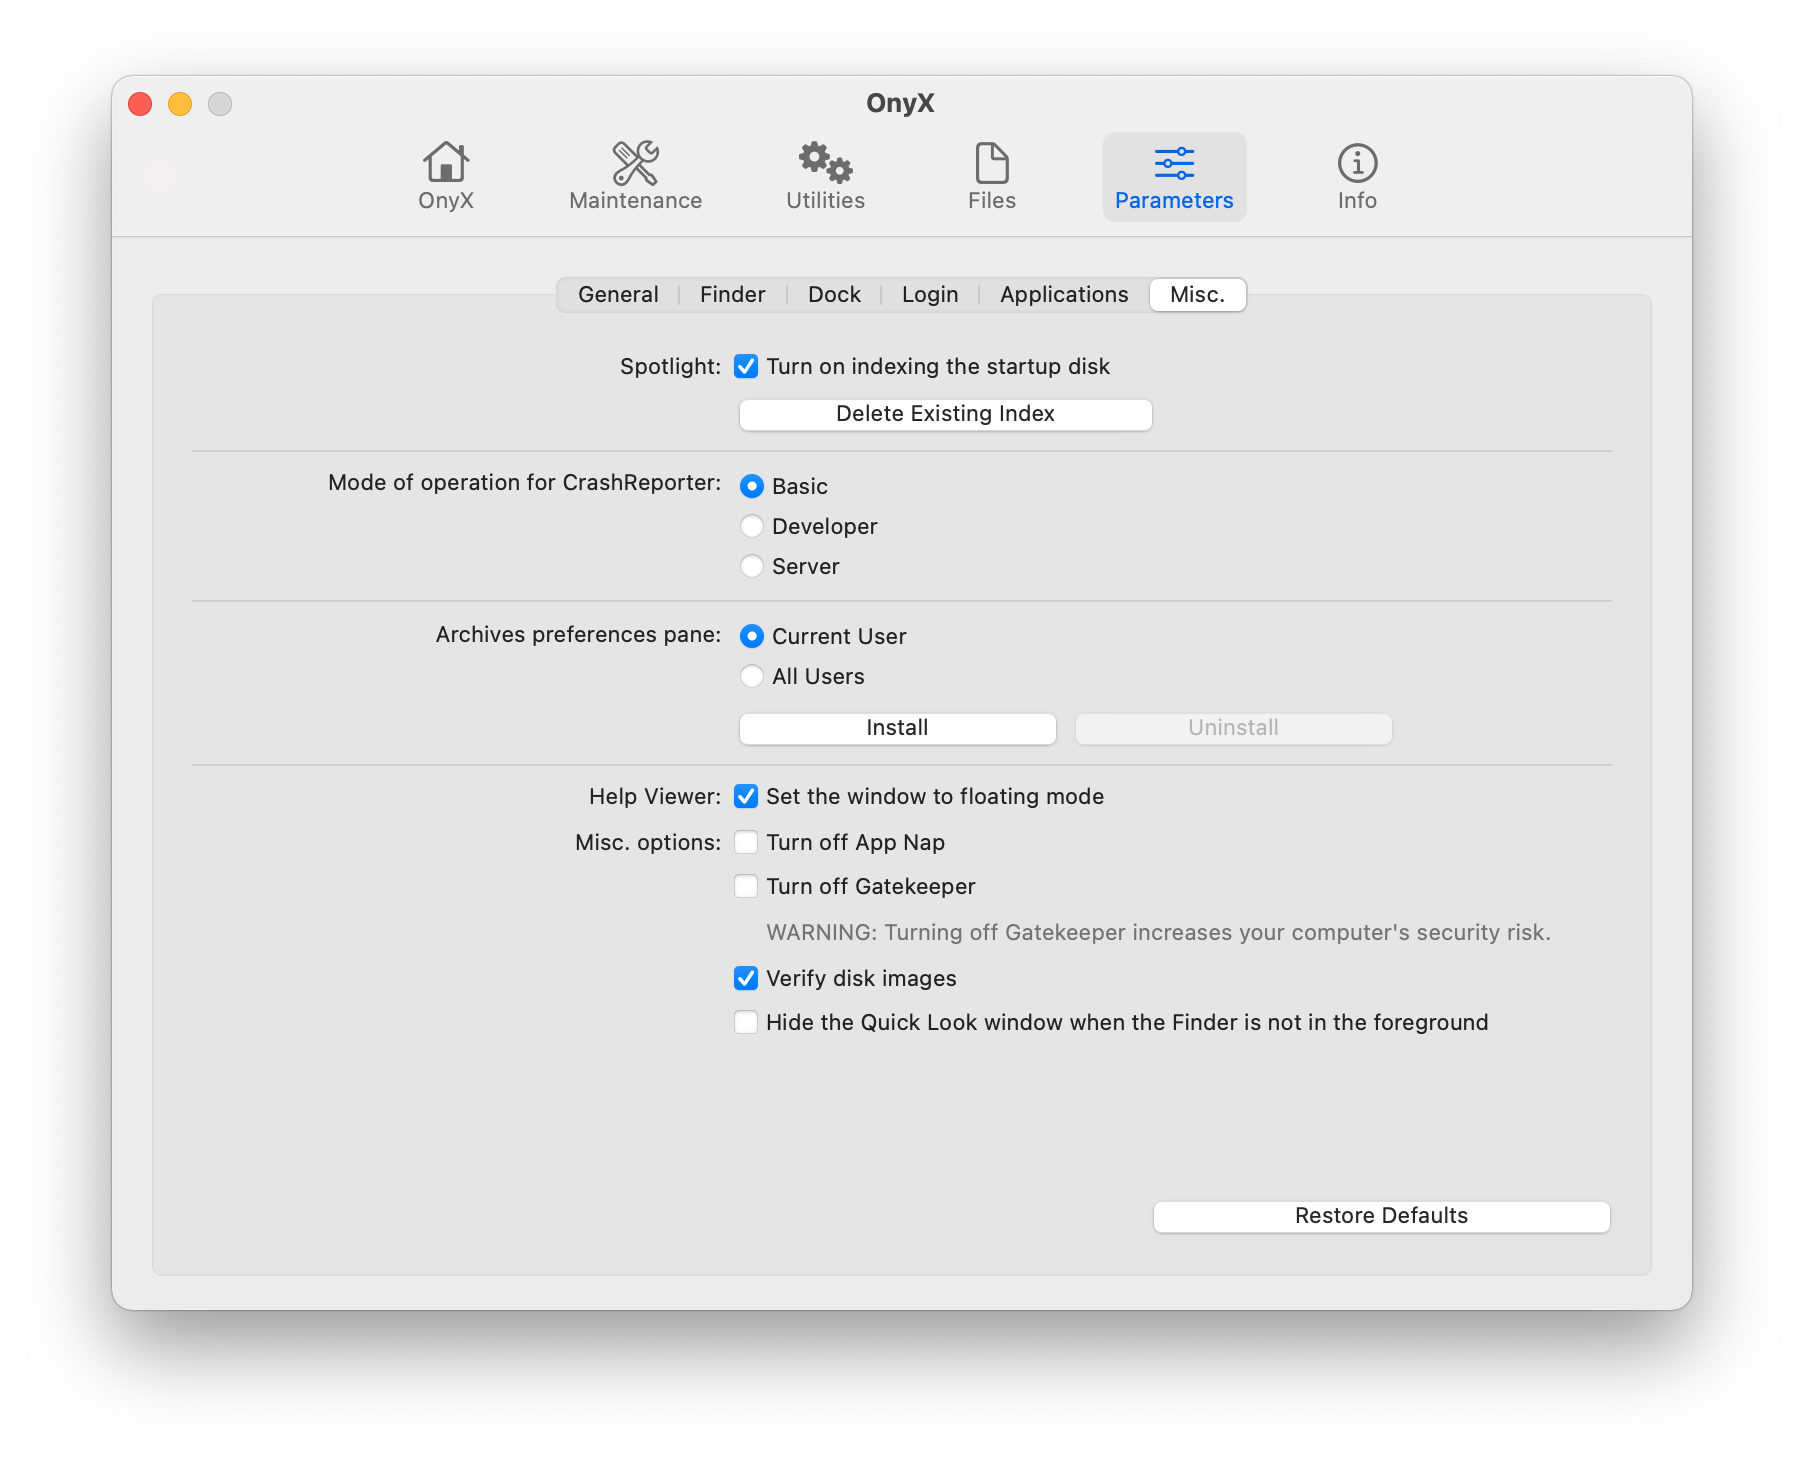 OnyX
OnyX Maintenance Utilities Files Parameters Info
General Finder Dock Login Applications Misc.
Spotlight: Turn on indexing the startup disk
Delete Existing Index
Mode of operation for CrashReporter: Basic
Developer
Server
Archives preferences pane: Current User
All Users
Install Uninstall
Help Viewer: Set the window to floating mode
Misc. options: Turn off App Nap
Turn off Gatekeeper
WARNING: Turning off Gatekeeper increases your computer's security risk.
Verify disk images
Hide the Quick Look window when the Finder is not in the foreground
Restore Defaults